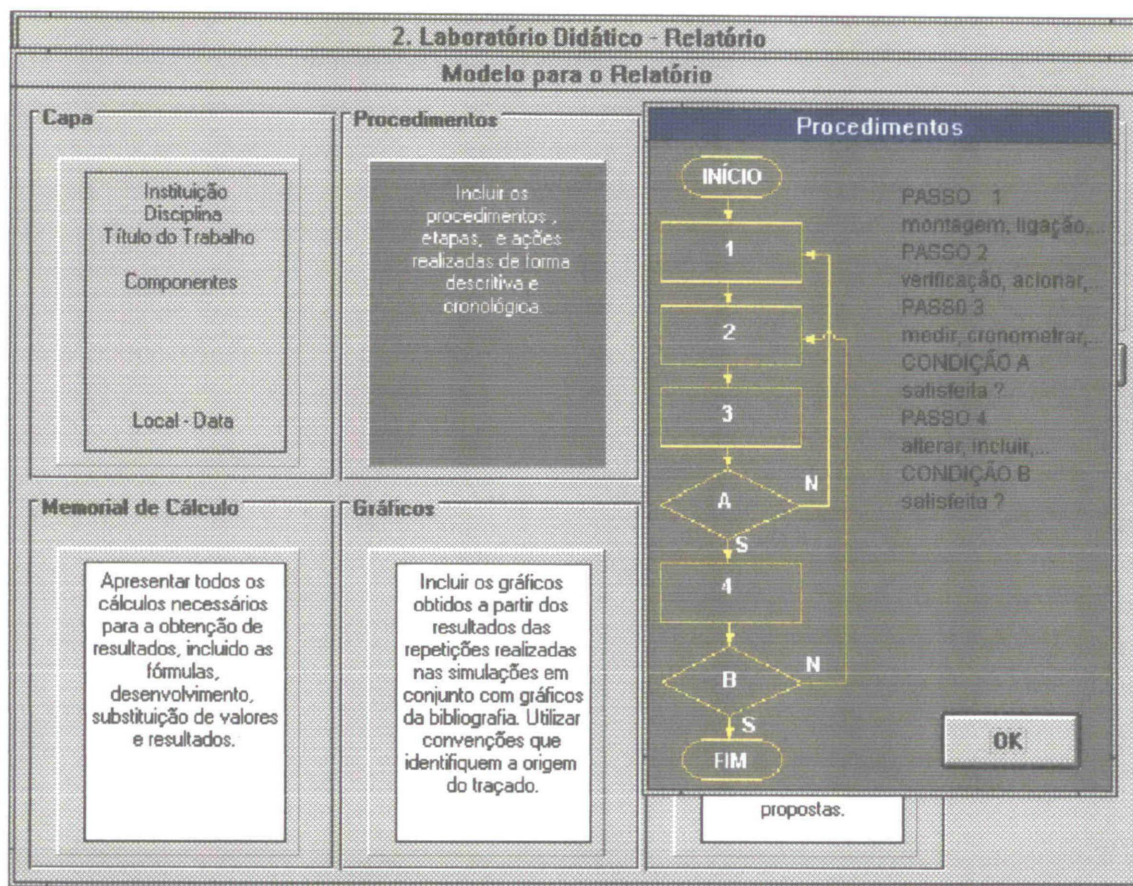 2. Laboratório Didático - Relatório
Modelo para o Relatório
Capa
Instituição
Disciplina
Título do Trabalho
Componentes
Local - Data
Procedimentos
Incluir os
procedimentos ,
etapas, e ações
realizadas de forma
descritiva e
cronológica.
Memorial de Cálculo
Apresentar todos os
cálculos necessários
para a obtenção de
resultados, incluido as
fórmulas,
desenvolvimento,
substituição de valores
e resultados.
Gráficos
Incluir os gráficos
obtidos a partir dos
resultados das
repetições realizadas
nas simulações em
conjunto com gráficos
da bibliografia. Utilizar
convenções que
identifiquem a origem
do traçado.
propostas.
Procedimentos
INÍCIO
1
2
3
A
N
S
4
B
N
S
FIM
PASSO 1
montagem, ligação,...
PASSO 2
verificação, acionar,...
PASS0 3
medir, cronometrar,...
CONDIÇÃO A
satisfeita ?
PASSO 4
alterar, incluir,...
CONDIÇÃO B
satisfeita ?
OK